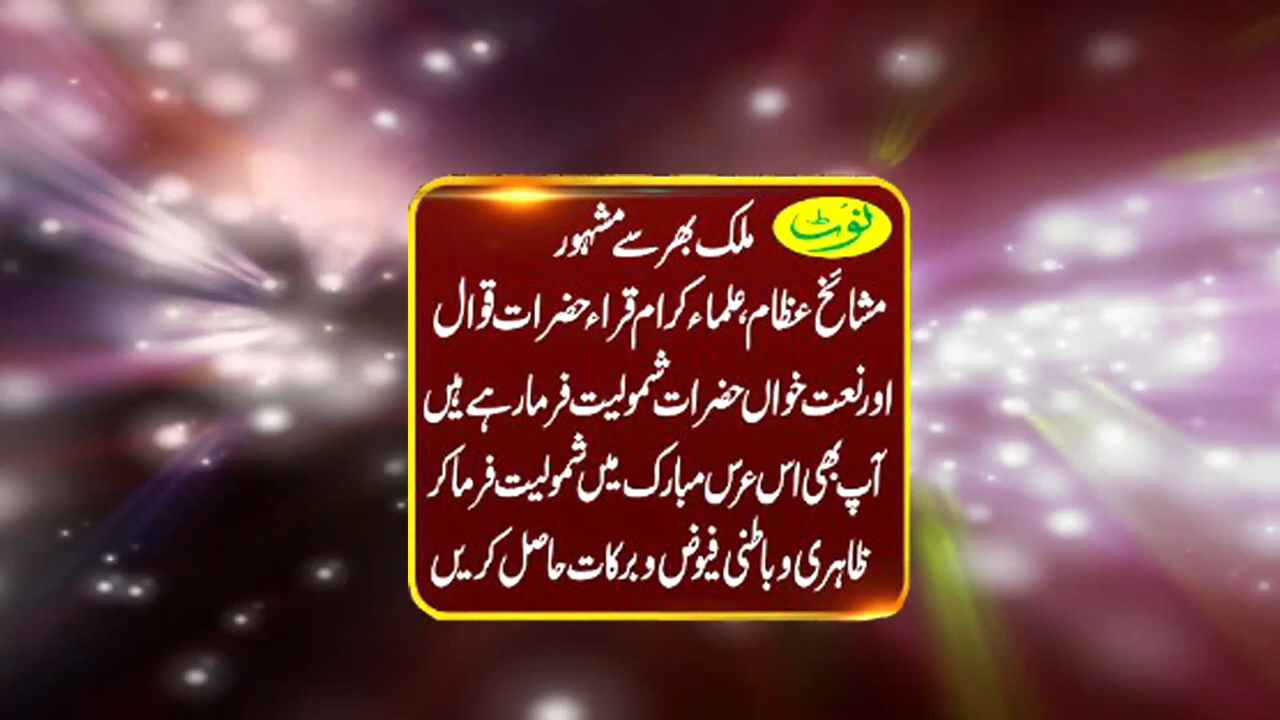 نوٹ ملک بھر سے مشہور
مشائخ عظام، علماء کرام قراء حضرات قوال
اور نعت خواں حضرات شمولیت فرما رہے ہیں
آپ بھی اس عرس مبارک میں شمولیت فرما کر
ظاہری و باطنی فیوض و برکات حاصل کریں